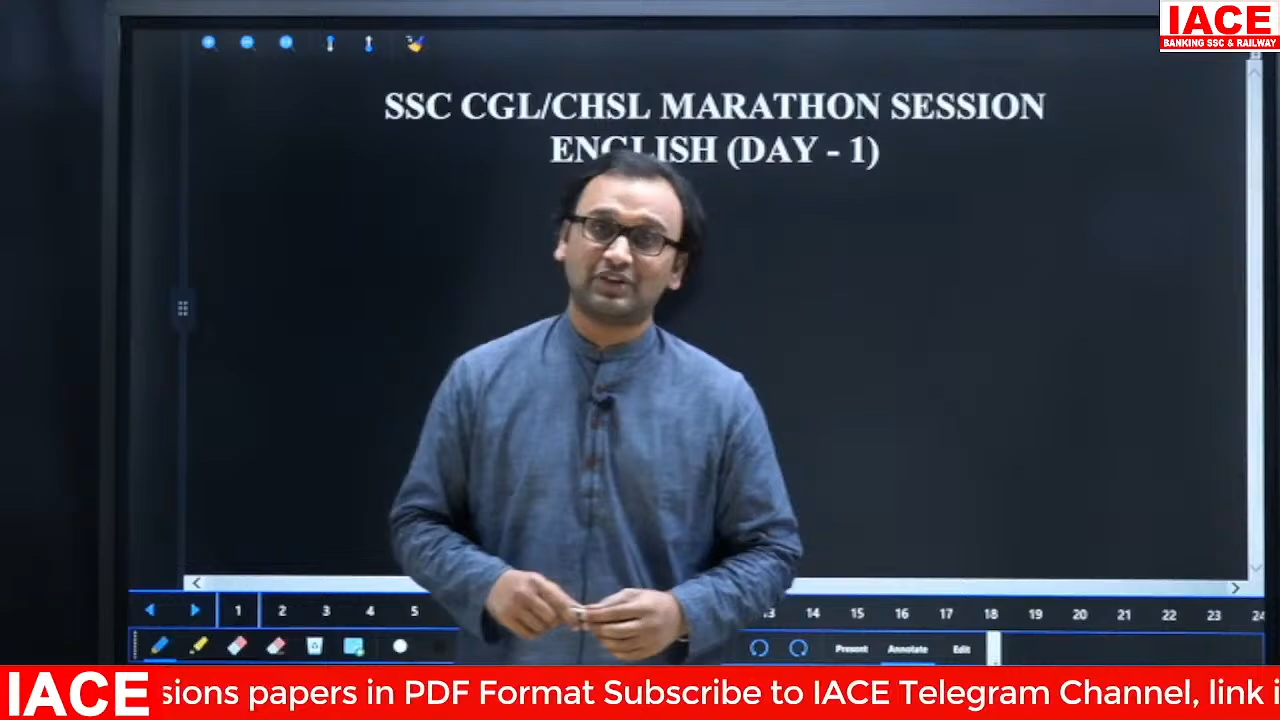 IACE
BANKING SSC & RAILWAY
SSC CGL/CHSL MARATHON SESSION
ENGLISH (DAY - 1)
1 2 3 4 5 13 14 15 16 17 18 19 20 21 22 23 24
Present Annotate Edit
IACE sions papers in PDF Format Subscribe to IACE Telegram Channel, link i